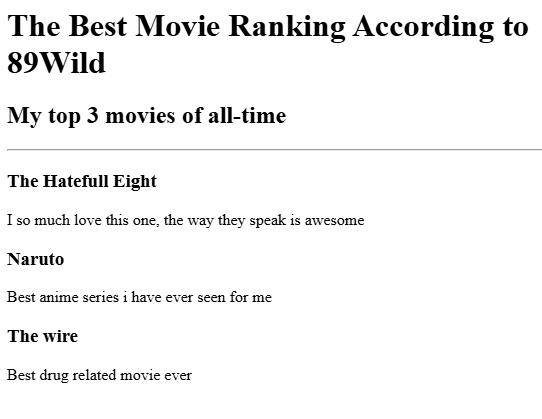 The Best Movie Ranking According to
89Wild
My top 3 movies of all-time
The Hatefull Eight
I so much love this one, the way they speak is awesome
Naruto
Best anime series i have ever seen for me
The wire
Best drug related movie ever